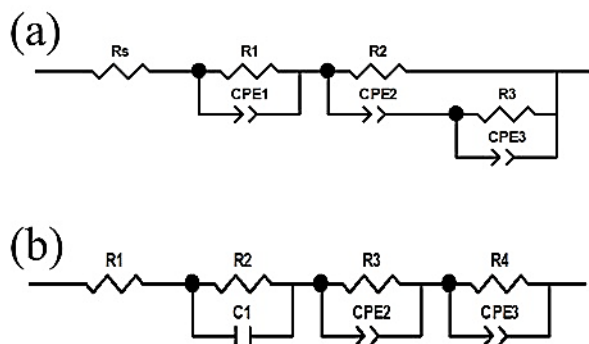 (a)
Rs R1 R2
CPE1 CPE2 R3
CPE3
(b)
R1 R2 R3 R4
C1 CPE2 CPE3